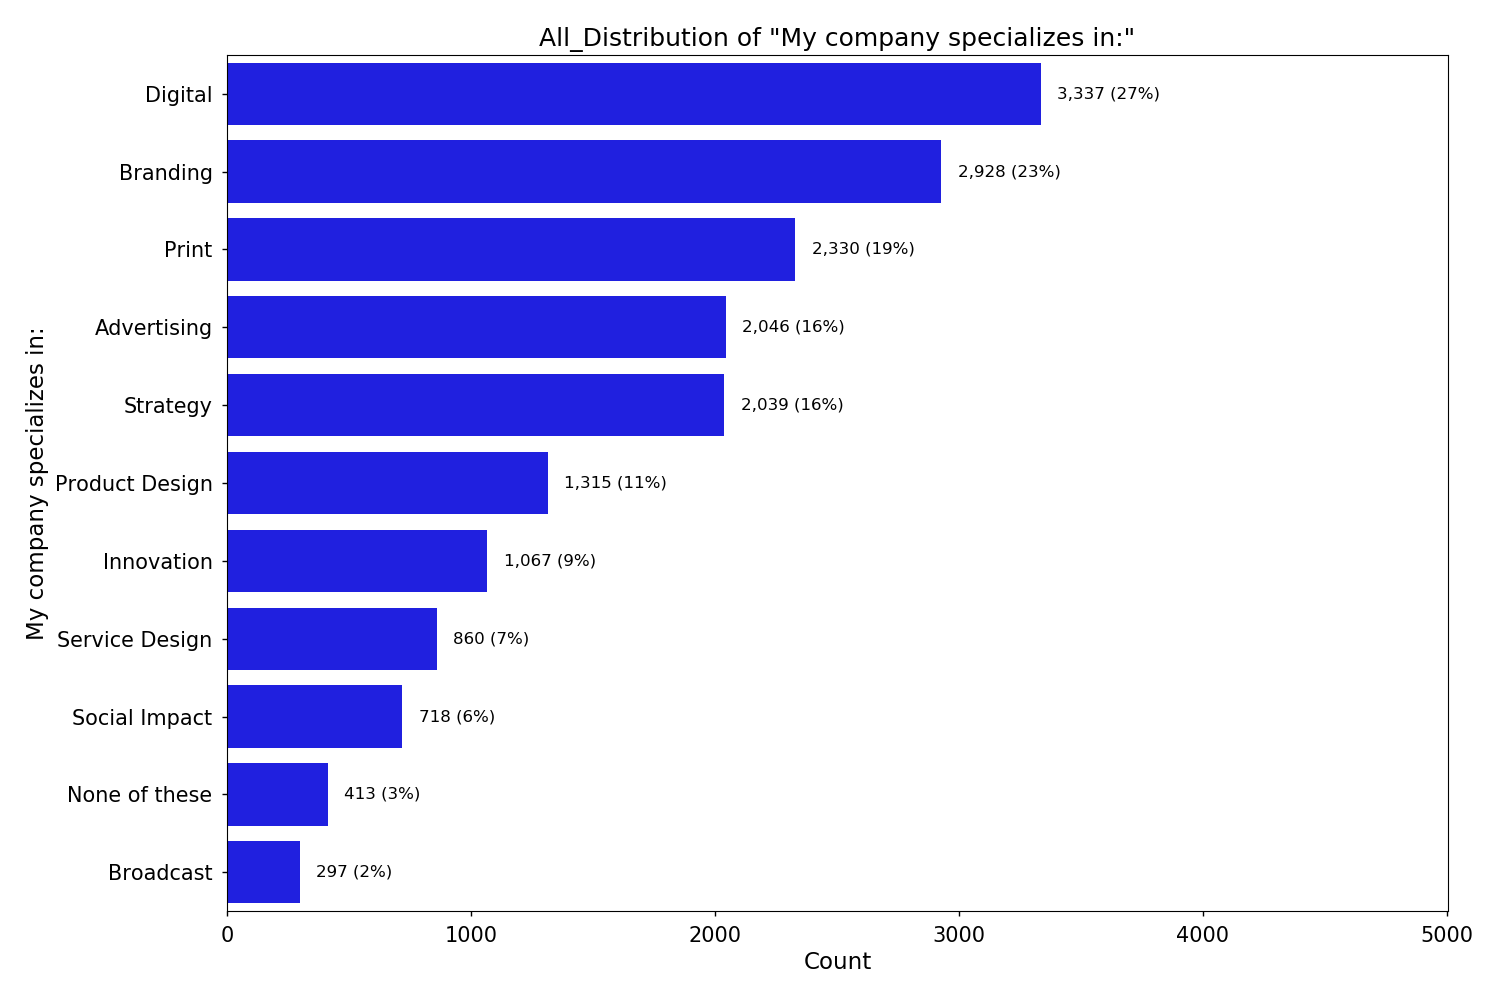 All_Distribution of "My company specializes in:"
My company specializes in:
Digital 3,337 (27%)
Branding 2,928 (23%)
Print 2,330 (19%)
Advertising 2,046 (16%)
Strategy 2,039 (16%)
Product Design 1,315 (11%)
Innovation 1,067 (9%)
Service Design 860 (7%)
Social Impact 718 (6%)
None of these 413 (3%)
Broadcast 297 (2%)
0 1000 2000 3000 4000 5000
Count